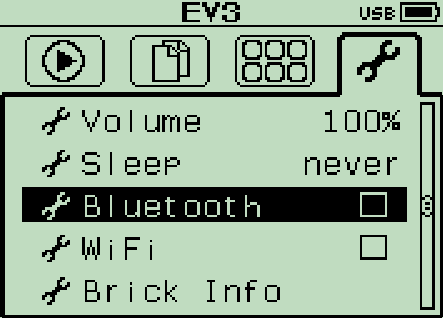 EV3 USB
Volume 100%
Sleep never
Bluetooth
WiFi
Brick Info